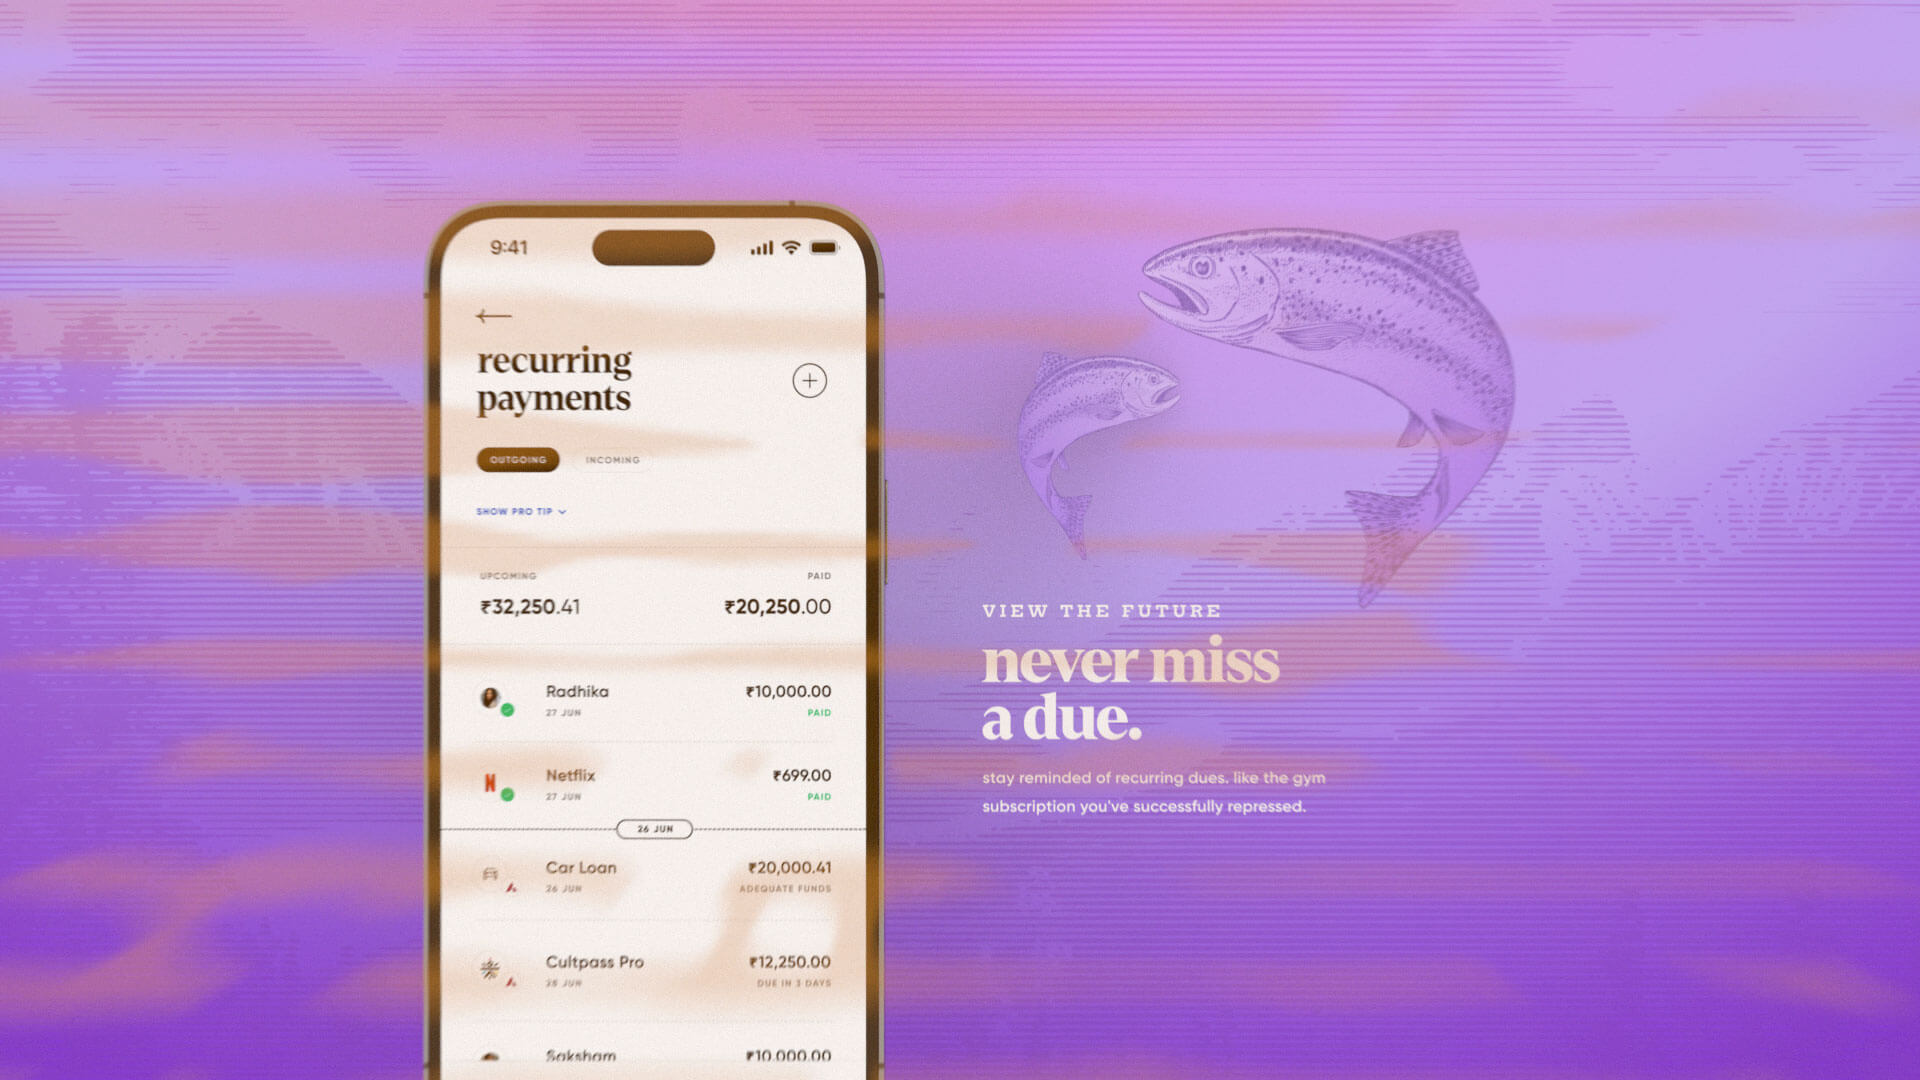 9:41
recurring
payments
OUTGOING INCOMING
SHOW PRO TIP
UPCOMING PAID
₹32,250.41 ₹20,250.00
Radhika ₹10,000.00
27 JUN PAID
N
Netflix ₹699.00
27 JUN PAID
26 JUN
Car Loan ₹20,000.41
26 JUN ADEQUATE FUNDS
Cultpass Pro ₹12,250.00
DUE IN 3 DAYS
Saksham ₹10,000.00
VIEW THE FUTURE
never miss
a due.
stay reminded of recurring dues. like the gym
subscription you've successfully repressed.